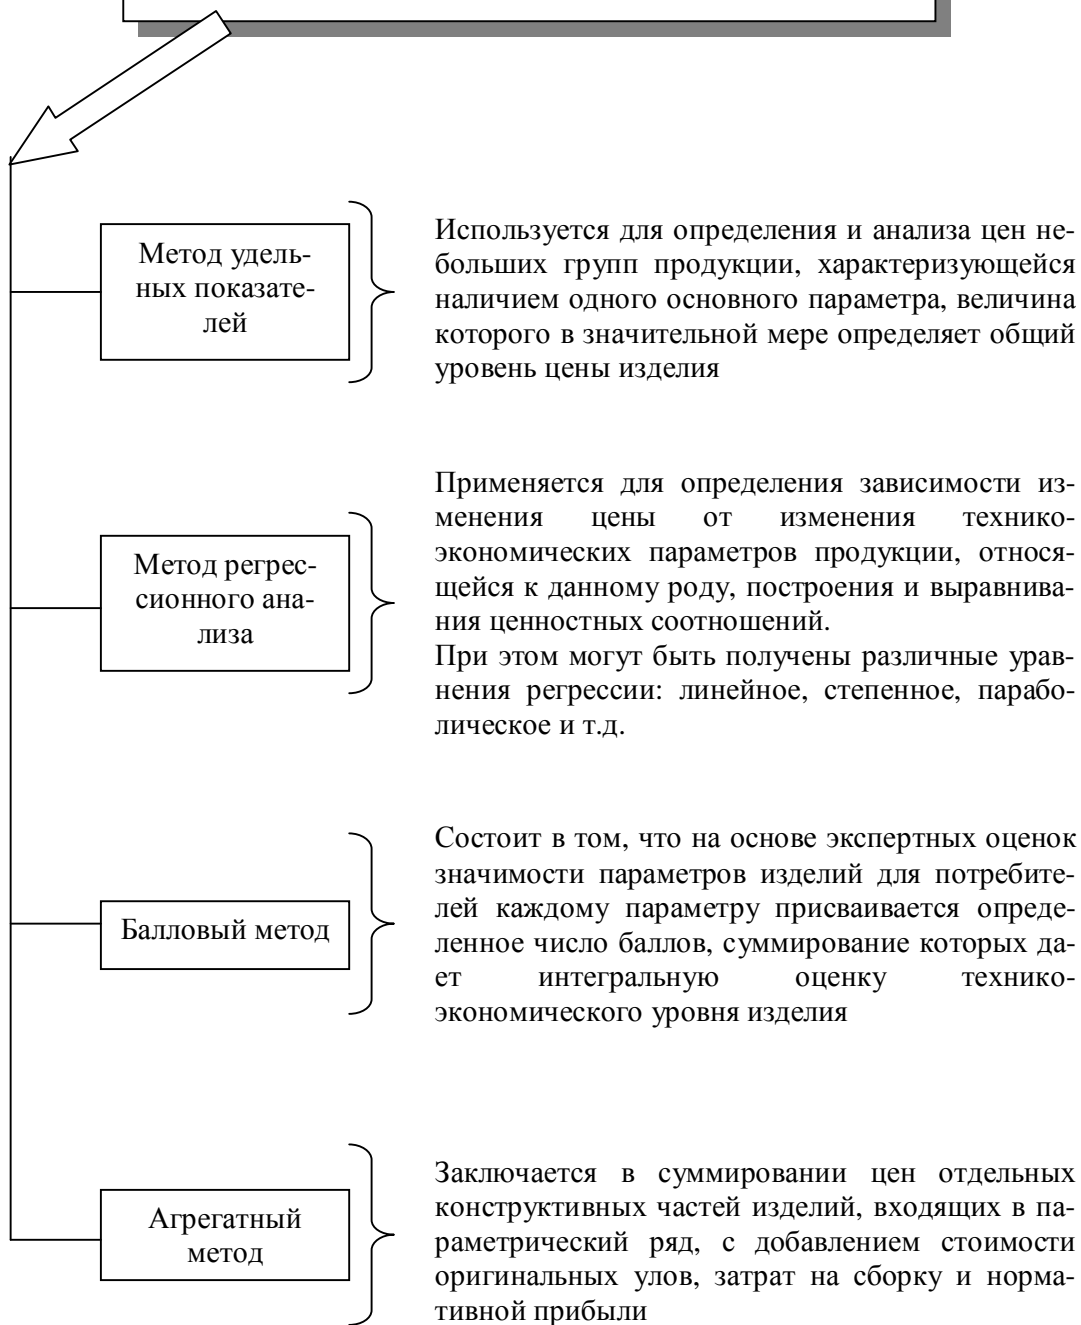 Метод удель-
ных показате-
лей
Используется для определения и анализа цен не-
больших групп продукции, характеризующейся
наличием одного основного параметра, величина
которого в значительной мере определяет общий
уровень цены изделия
Метод регрес-
сионного ана-
лиза
Применяется для определения зависимости из-
менения цены от изменения технико-
экономических параметров продукции, относя-
щейся к данному роду, построения и выравнива-
ния ценностных соотношений.
При этом могут быть получены различные урав-
нения регрессии: линейное, степенное, парабо-
лическое и т.д.
Балловый метод
Состоит в том, что на основе экспертных оценок
значимости параметров изделий для потребите-
лей каждому параметру присваивается опреде-
ленное число баллов, суммирование которых да-
ет интегральную оценку технико-
экономического уровня изделия
Агрегатный
метод
Заключается в суммировании цен отдельных
конструктивных частей изделий, входящих в па-
раметрический ряд, с добавлением стоимости
оригинальных улов, затрат на сборку и норма-
тивной прибыли